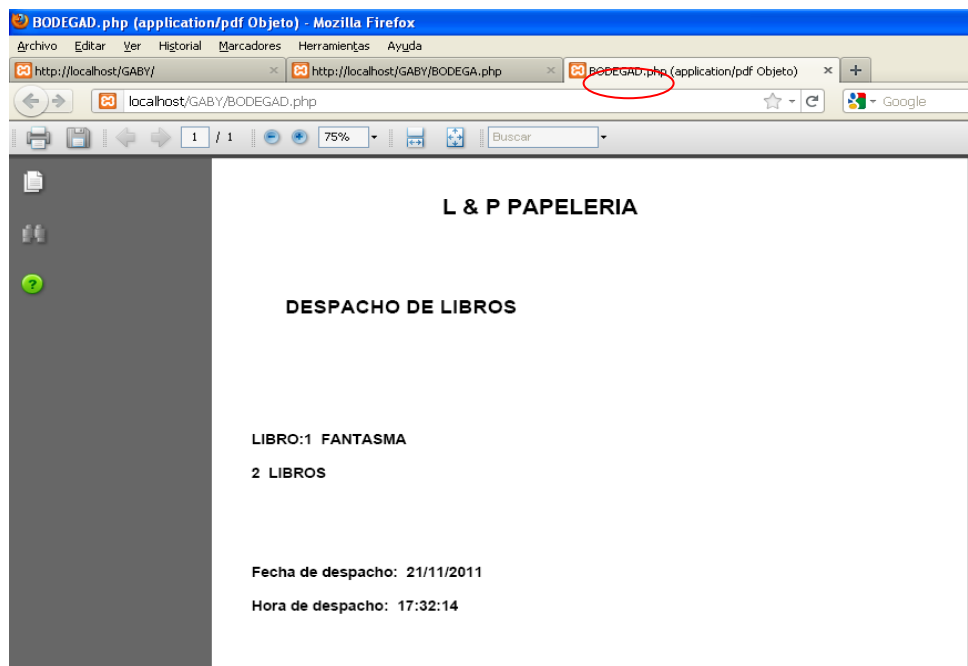 BODEGAD.php (application/pdf Objeto) - Mozilla Firefox
Archivo Editar Ver Historial Marcadores Herramientas Ayuda
http://localhost/GABY/ http://localhost/GABY/BODEGA.php BODEGAD.php (application/pdf Objeto)
localhost/GABY/BODEGAD.php Google
1 / 1 75% Buscar
L & P PAPELERIA
DESPACHO DE LIBROS
LIBRO:1 FANTASMA
2 LIBROS
Fecha de despacho: 21/11/2011
Hora de despacho: 17:32:14